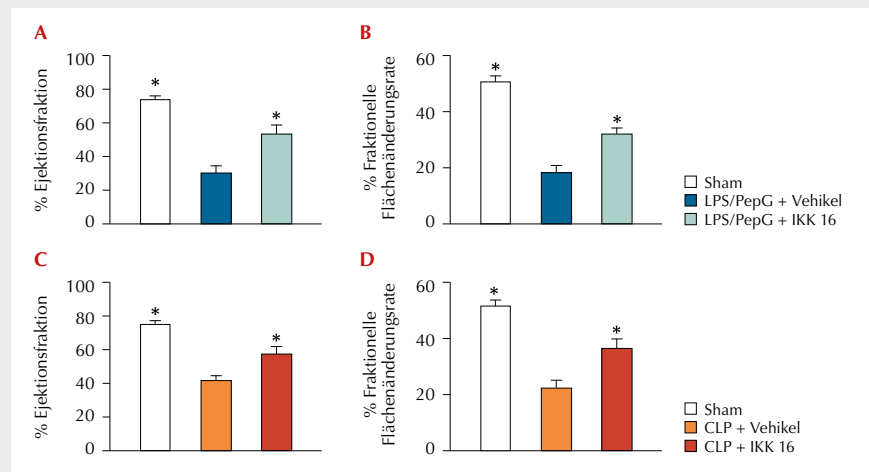 A
% Ejektionsfraktion
100
80
60
40
20
0
*
*
B
% Fraktionelle
Flächenänderungsrate
60
40
20
0
*
*
Sham
LPS/PepG + Vehikel
LPS/PepG + IKK 16
C
% Ejektionsfraktion
100
80
60
40
20
0
*
*
D
% Fraktionelle
Flächenänderungsrate
60
40
20
0
*
*
Sham
CLP + Vehikel
CLP + IKK 16